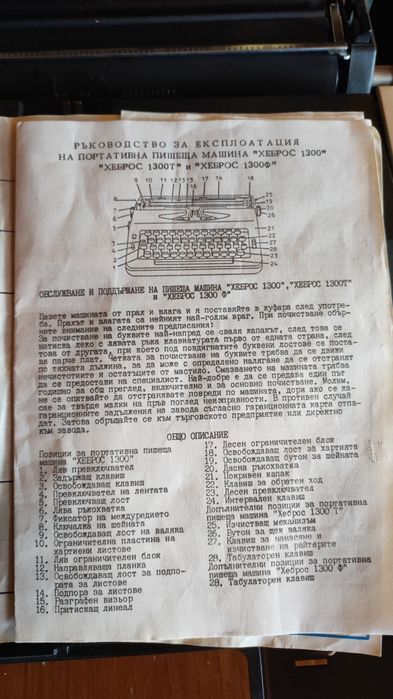 РЪКОВОДСТВО ЗА ЕКСПЛОАТАЦИЯ
НА ПОРТАТИВНА ПИШЕЩА МАШИНА "ХЕБРОС 1300"
"ХЕБРОС 1300Т" и "ХЕБРОС 1300Ф"
ОБСЛУЖВАНЕ И ПОДДЪРЖАНЕ НА ПИШЕЩА МАШИНА "ХЕБРОС 1300","ХЕБРОС 1300Т"
и "ХЕБРОС 1300 Ф"
Пазете машината от прах и влага и я поставяйте в куфара след употре-
ба. Прахът и влагата са нейният най-голям враг. При почистване обър-
нете внимание на следните предписания!
За почистване на буквите най-напред се сваля капакът, след това се
натиска леко с лявата ръка клавиатурата първо от едната страна, след
това от другата, при което под повдигнатите буквени лостове се поста-
вя парче плат. Четката за почистване на буквите трябва да се движи
по тяхната дължина, за да може с определено налягане да се отстранят
нечистотиите и остатъците от мастило. Смазването на машината трябва
да се предостави на специалист. Най-добре е да се предава един път
годишно за общ преглед, включително и за основно почистване. Молим,
не се опитвайте да отстранявате повреди по машината, дори ако се ка-
сае за твърде малки на пръв поглед неизправности. В противен случай
гаранционните задължения на завода съгласно гаранционната карта отпа-
дат. Затова обръщайте се към търговското предприятие или директно
към завода.
ОБЩО ОПИСАНИЕ
Позиции за портативна пишеща
машина "ХЕБРОС 1300"
1. Ляв превключвател
2. Задържащ клавиш
3. Освобождаващ клавиш
4. Превключвател на лентата
5. Превключващ лост
6. Лява ръкохватка
7. Фиксатор на междуредието
8. Ключалка на шейната
9. Освобождаващ лост на валяка
10. Ограничителна пластина на
хартиени листове
11. Ляв ограничителен блок
12. Направляваща планка
13. Освобождаващ лост за подпо-
рата за листове
14. Подпора за листове
15. Разграфен визьор
16. Притискащ линеал
17. Десен ограничителен блок
18. Освобождаващ лост за хартията
19. Освобождаващ бутон за шейната
20. Дясна ръкохватка
21. Покривен капак
22. Клавиш за обратен ход
23. Десен превключвател
24. Интервален клавиш
Допълнителни позиции за портативна
пишеща машина "Хеброс 1300 Т"
25. Изчистващ механизъм
26. Бутон за щек валяка
27. Клавиш за нанасяне и
изчистване на райтерите
28. Табулаторен клавиш
Допълнителни позиции за портативна
пишеща машина "Хеброс 1300 Ф"
28. Табулаторен клавиш